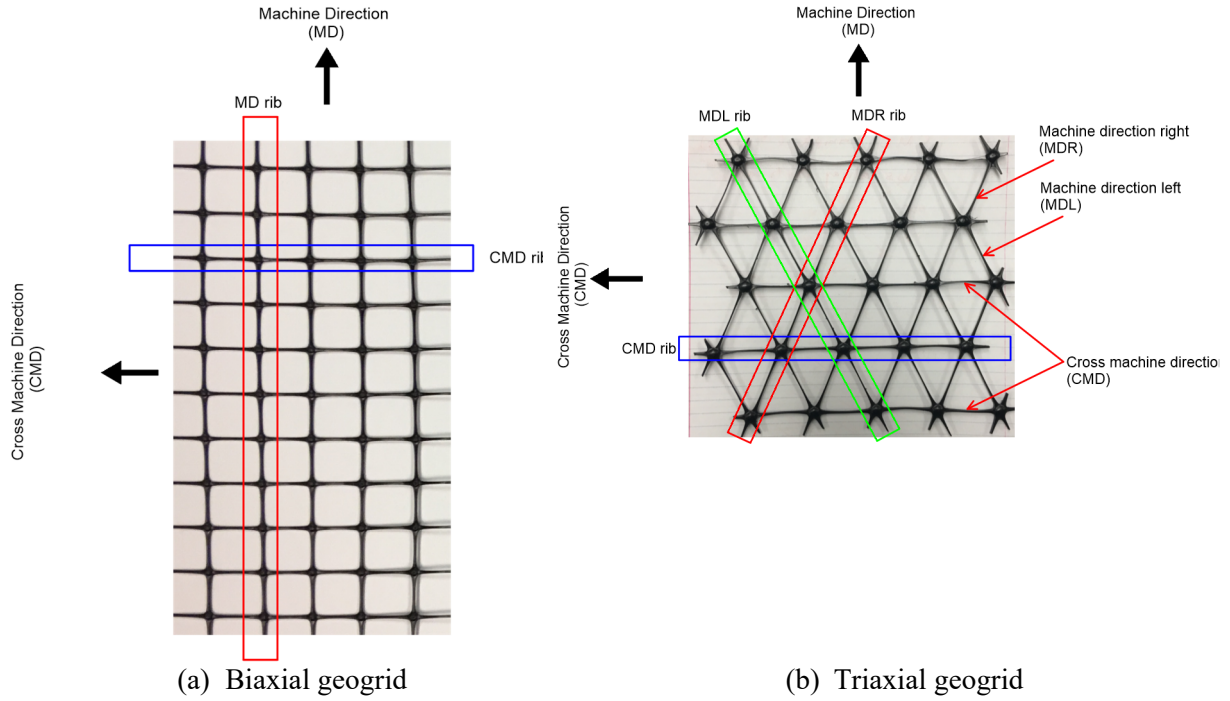 Machine Direction
(MD)
MD rib
CMD ril
Cross Machine Direction
(CMD)
(a) Biaxial geogrid
Machine Direction
(MD)
MDL rib
MDR rib
Machine direction right
(MDR)
Machine direction left
(MDL)
Cross Machine Direction
(CMD)
CMD rib
Cross machine directio
(CMD)
(b) Triaxial geogrid